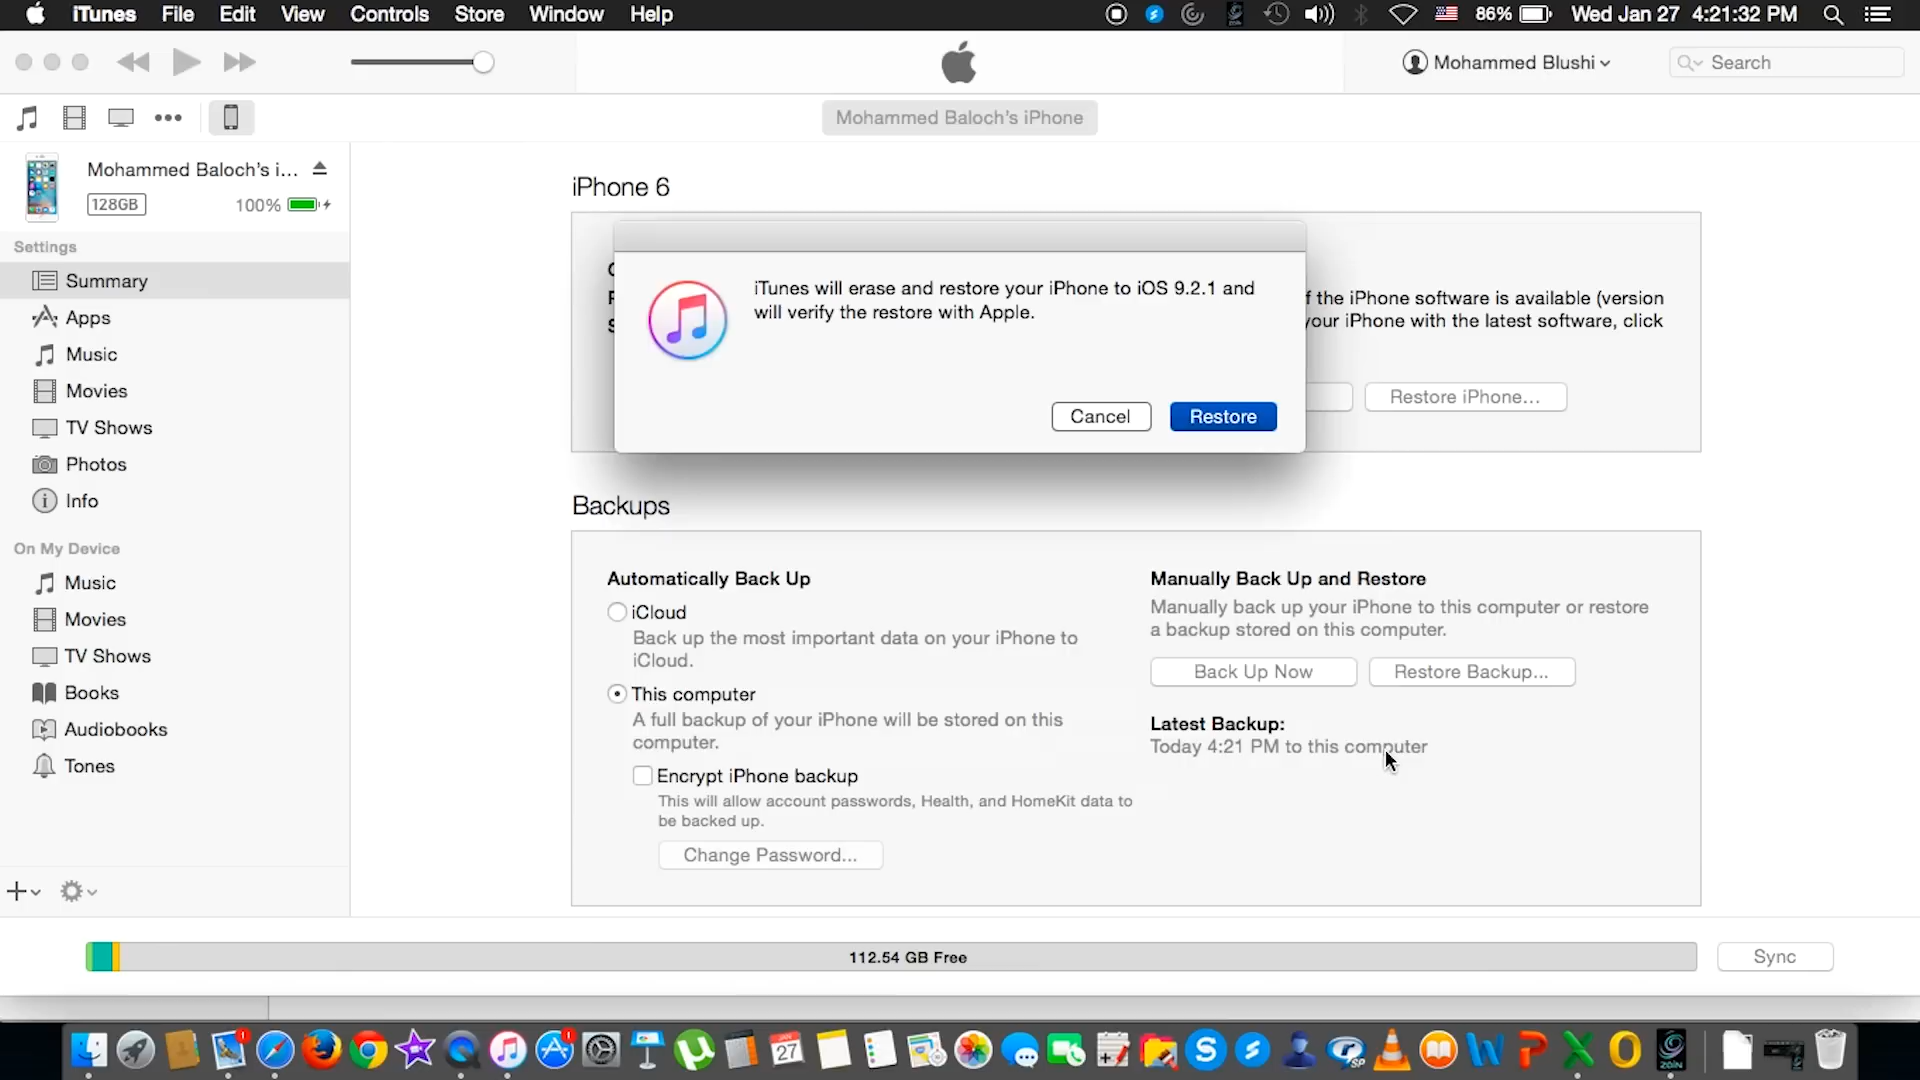 iTunes File Edit View Controls Store Window Help 86% Wed Jan 27 4:21:32 PM
Mohammed Blushi Search
Mohammed Baloch's iPhone
Mohammed Baloch's i...
128GB 100%
Settings
Summary
Apps
Music
Movies
TV Shows
Photos
Info
On My Device
Music
Movies
TV Shows
Books
Audiobooks
Tones
iPhone 6
iTunes will erase and restore your iPhone to iOS 9.2.1 and
will verify the restore with Apple.
Cancel Restore
f the iPhone software is available (version
your iPhone with the latest software, click
Restore iPhone...
Backups
Automatically Back Up
iCloud
Back up the most important data on your iPhone to
iCloud.
This computer
A full backup of your iPhone will be stored on this
computer.
Encrypt iPhone backup
This will allow account passwords, Health, and HomeKit data to
be backed up.
Change Password...
Manually Back Up and Restore
Manually back up your iPhone to this computer or restore
a backup stored on this computer.
Back Up Now Restore Backup...
Latest Backup:
Today 4:21 PM to this computer
112.54 GB Free Sync
27